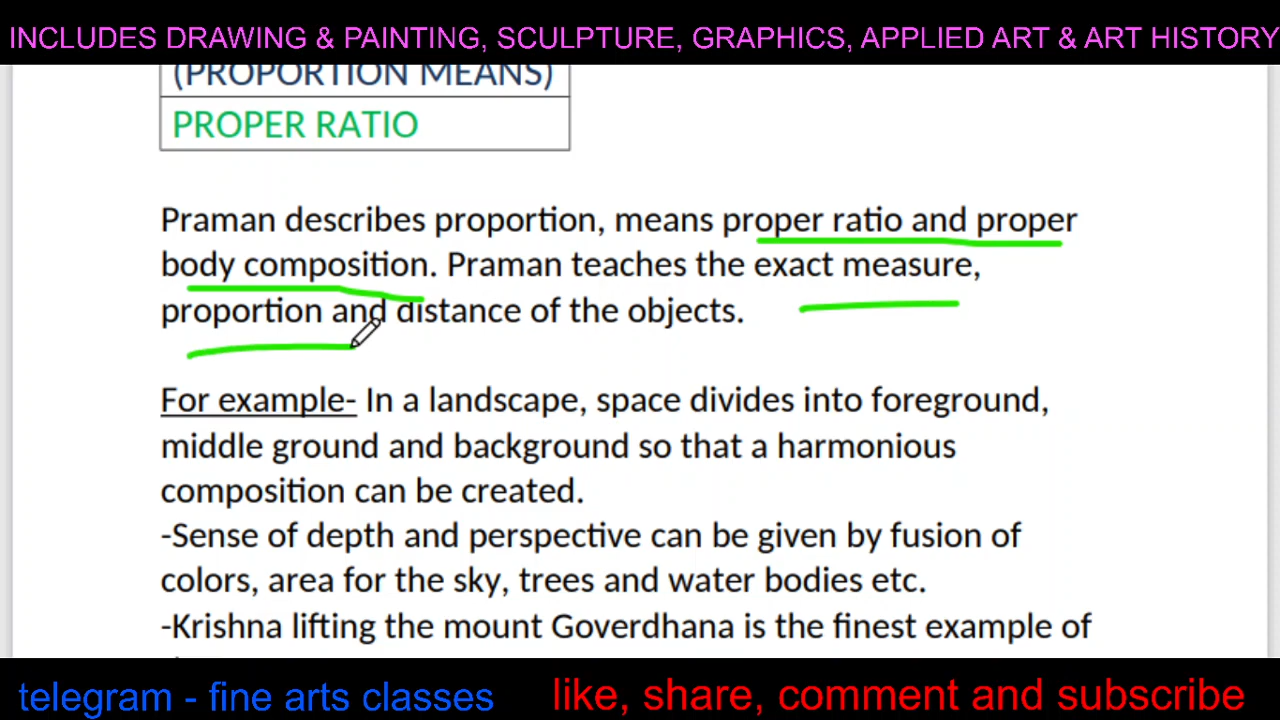 INCLUDES DRAWING & PAINTING, SCULPTURE, GRAPHICS, APPLIED ART & ART HISTORY
(PROPORTION MEANS)
PROPER RATIO
Praman describes proportion, means proper ratio and proper
body composition. Praman teaches the exact measure,
proportion and distance of the objects.
For example- In a landscape, space divides into foreground,
middle ground and background so that a harmonious
composition can be created.
-Sense of depth and perspective can be given by fusion of
colors, area for the sky, trees and water bodies etc.
-Krishna lifting the mount Goverdhana is the finest example of
telegram - fine arts classes
like, share, comment and subscribe